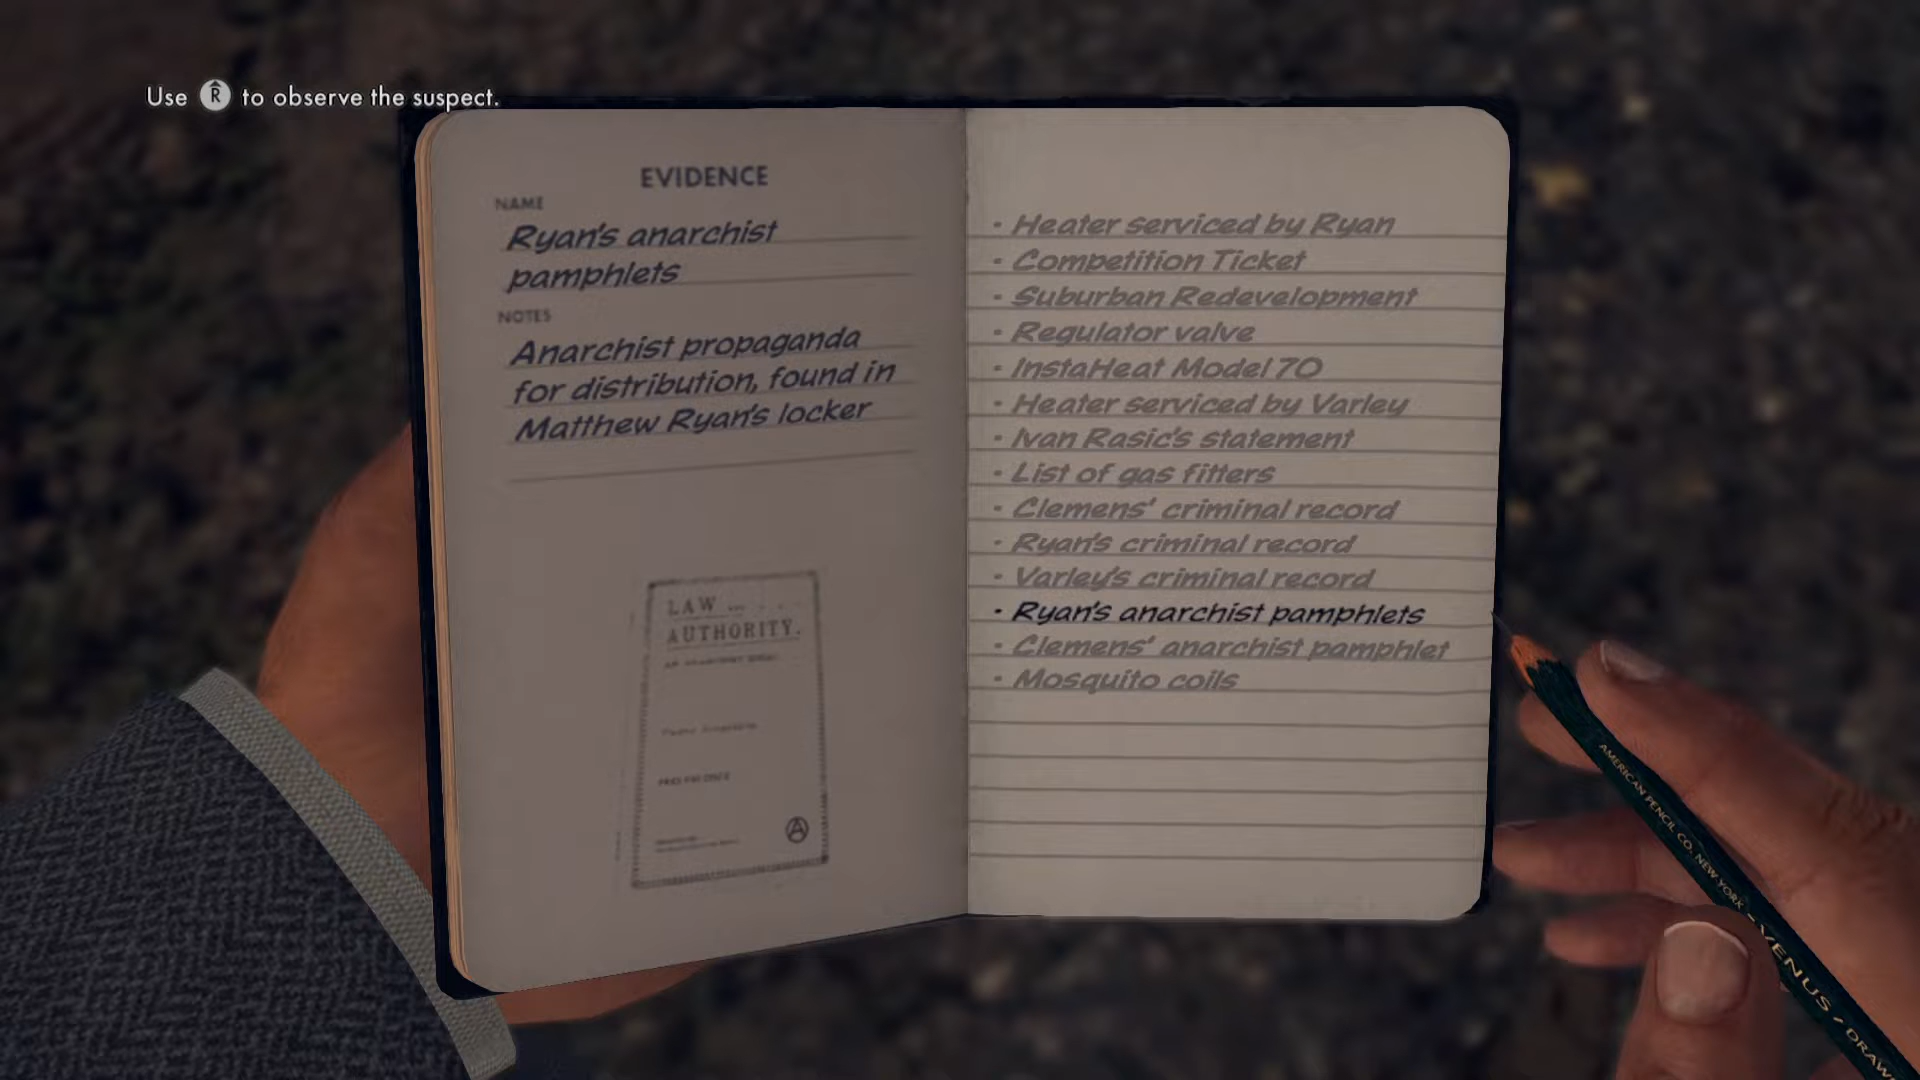 Use R to observe the suspect.
EVIDENCE
NAME
Ryan's anarchist
pamphlets
NOTES
Anarchist propaganda
for distribution, found in
Matthew Ryan's locker
LAW
AUTHORITY.
• Heater serviced by Ryan
• Competition Ticket
• Suburban Redevelopment
• Regulator valve
• InstaHeat Model 70
• Heater serviced by Varley
• Ivan Rasic's statement
• List of gas fitters
• Clemens' criminal record
• Ryan's criminal record
• Varley's criminal record
• Ryan's anarchist pamphlets
• Clemens' anarchist pamphlet
• Mosquito coils
AMERICAN PENCIL CO. NEW YORK VENUS / DRAW